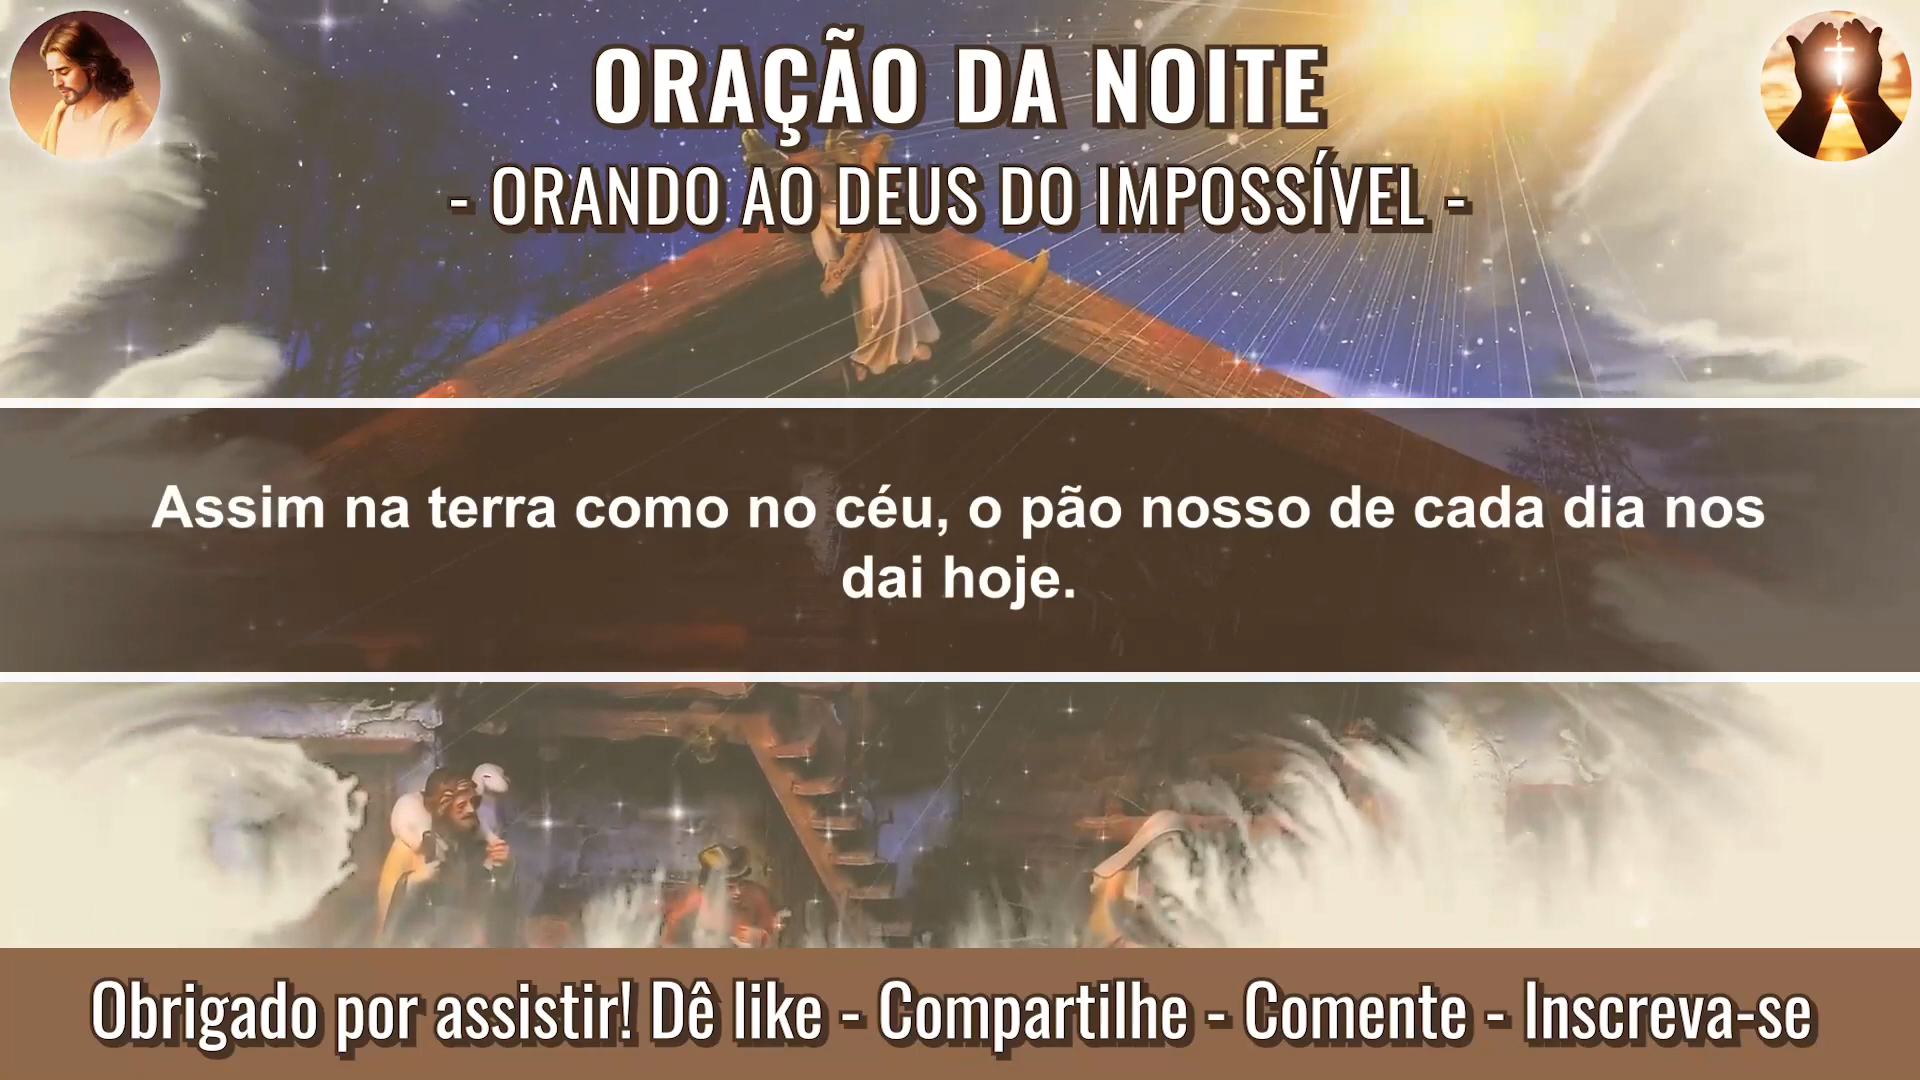 ORAÇÃO DA NOITE
- ORANDO AO DEUS DO IMPOSSÍVEL -
Assim na terra como no céu, o pão nosso de cada dia nos
dai hoje.
Obrigado por assistir! Dê like - Compartilhe - Comente - Inscreva-se